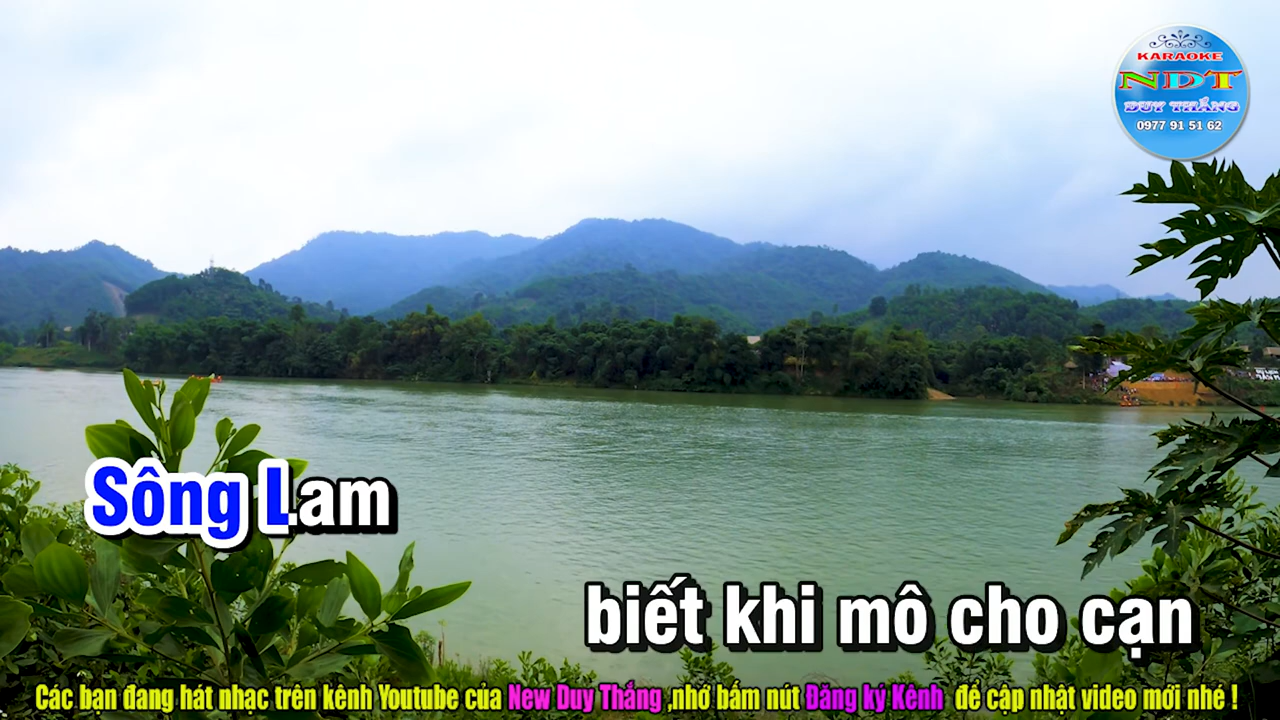 KARAOKE
NDT
DUY THẮNG
0977 91 51 62
Sông Lam
biết khi mô cho cạn
Các bạn đang hát nhạc trên kênh Youtube của New Duy Thắng ,nhớ bấm nút Đăng ký Kênh để cập nhật video mới nhé !